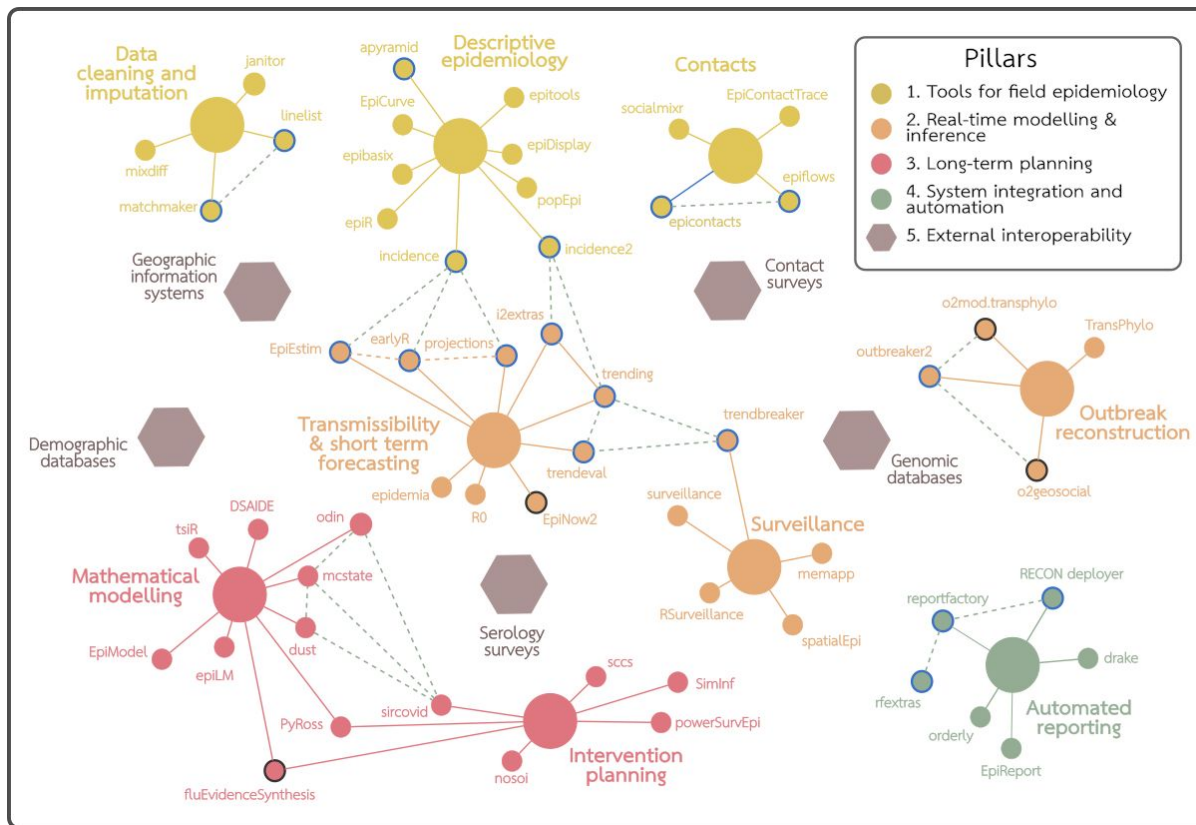 Data
cleaning and
imputation
janitor
linelist
mixdiff
matchmaker
apyramid
Descriptive
epidemiology
EpiCurve
epitools
epibasix
epiDisplay
popEpi
epiR
incidence
incidence2
Contacts
socialmixr
EpiContactTrace
epiflows
epicontacts
Pillars
1. Tools for field epidemiology
2. Real-time modelling &
inference
3. Long-term planning
4. System integration and
automation
5. External interoperability
Geographic
information
systems
Contact
surveys
EpiEstim
earlyR
projections
i2extras
trending
Transmissibility
& short term
forecasting
trendeval
trendbreaker
epidemia
R0
EpiNow2
o2mod.transphylo
TransPhylo
outbreaker2
Outbreak
reconstruction
o2geosocial
Demographic
databases
Genomic
databases
surveillance
Surveillance
memapp
RSurveillance
spatialEpi
DSAIDE
odin
tsiR
Mathematical
modelling
mcstate
dust
EpiModel
epiLM
PyRoss
sircovid
fluEvidenceSynthesis
Serology
surveys
sccs
SimInf
powerSurvEpi
Intervention
planning
nosoi
RECON deployer
reportfactory
drake
rfextras
Automated
reporting
orderly
EpiReport